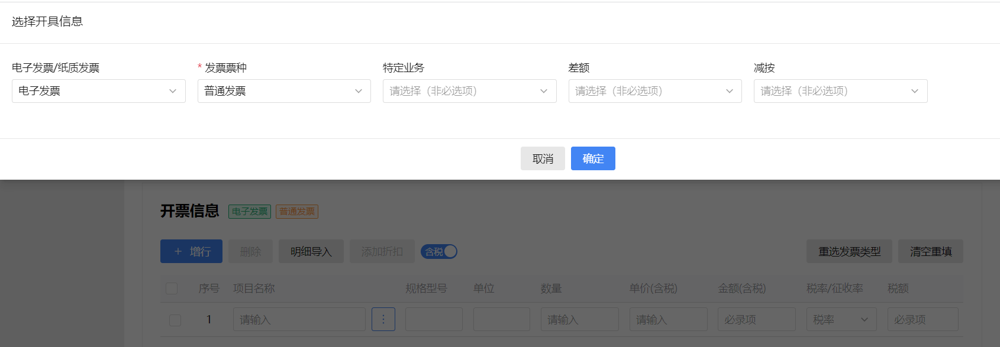 选择开具信息
电子发票/纸质发票 * 发票票种 特定业务 差额 减按
电子发票 普通发票 请选择（非必选项） 请选择（非必选项） 请选择（非必选项）
取消 确定
开票信息 电子发票 普通发票
+ 增行 删除 明细导入 添加折扣 含税 重选发票类型 清空重填
序号 项目名称 规格型号 单位 数量 单价(含税) 金额(含税) 税率/征收率 税额
1 请输入 请输入 请输入 必录项 税率 必录项